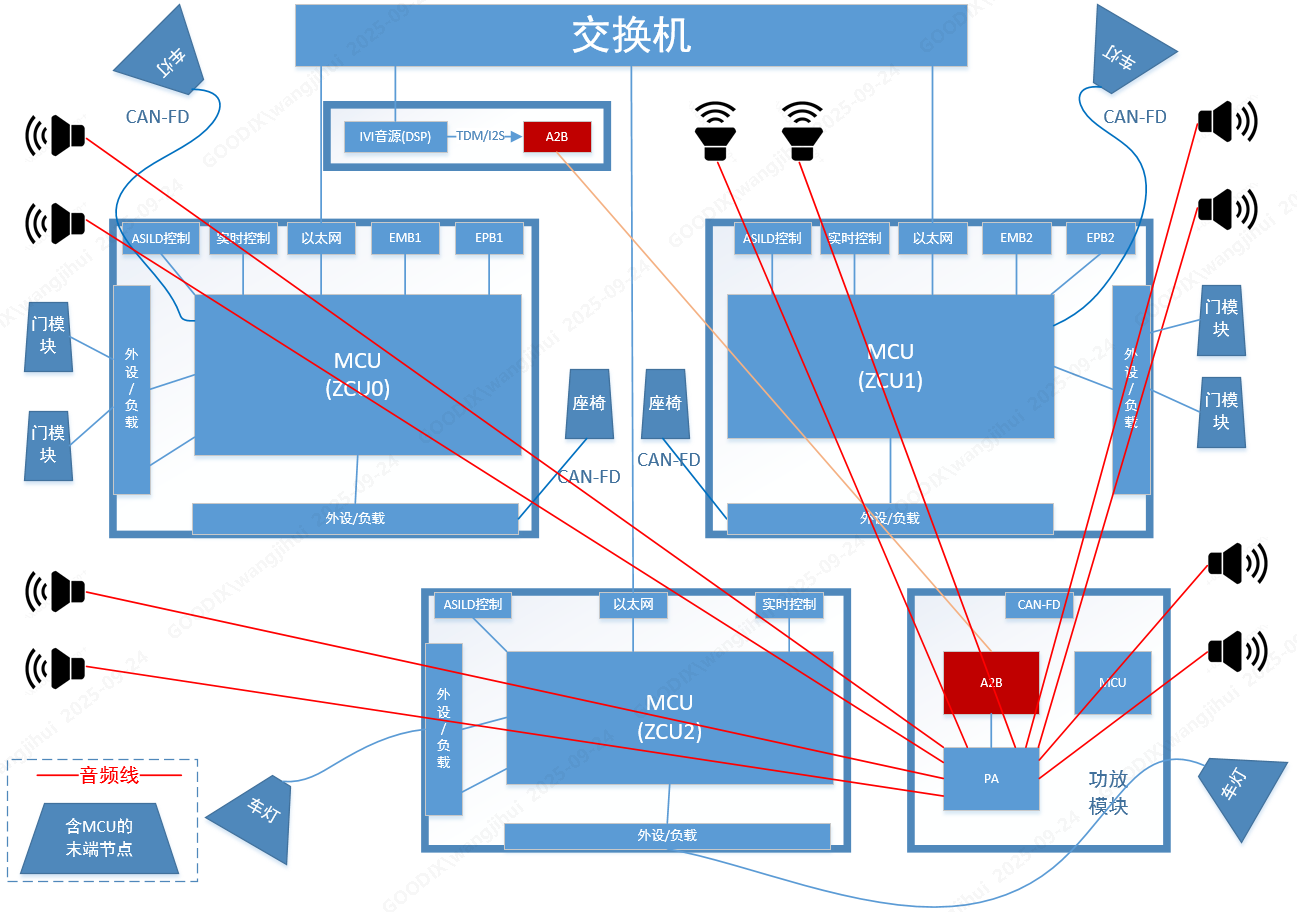 交换机
车灯
车灯
CAN-FD
CAN-FD
IVI音源(DSP)
TDM/I2S
A2B
ASILD控制
实时控制
以太网
EMB1
EPB1
ASILD控制
实时控制
以太网
EMB2
EPB2
门模
块
门模
块
外
设
/
负
载
MCU
(ZCU0)
外设/负载
座椅
CAN-FD
座椅
CAN-FD
MCU
(ZCU1)
外设/负载
外
设
/
负
载
门模
块
门模
块
ASILD控制
以太网
实时控制
外
设
/
负
载
MCU
(ZCU2)
外设/负载
CAN-FD
A2B
MCU
PA
功放
模块
车灯
车灯
音频线
含MCU的
末端节点
GOODIX\wangjihui 2025-09-24